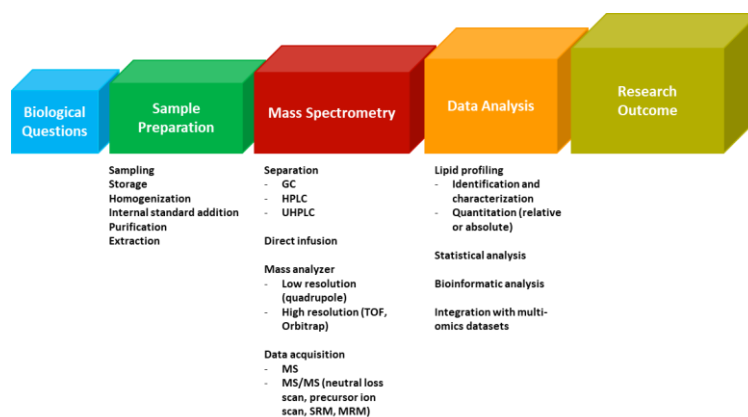 Biological
Questions
Sample
Preparation
Mass Spectrometry
Data Analysis
Research
Outcome
Sampling
Storage
Homogenization
Internal standard addition
Purification
Extraction
Separation
- GC
- HPLC
- UHPLC
Direct infusion
Mass analyzer
- Low resolution
(quadrupole)
- High resolution (TOF,
Orbitrap)
Data acquisition
- MS
- MS/MS (neutral loss
scan, precursor ion
scan, SRM, MRM)
Lipid profiling
- Identification and
characterization
- Quantitation (relative
or absolute)
Statistical analysis
Bioinformatic analysis
Integration with multi-
omics datasets